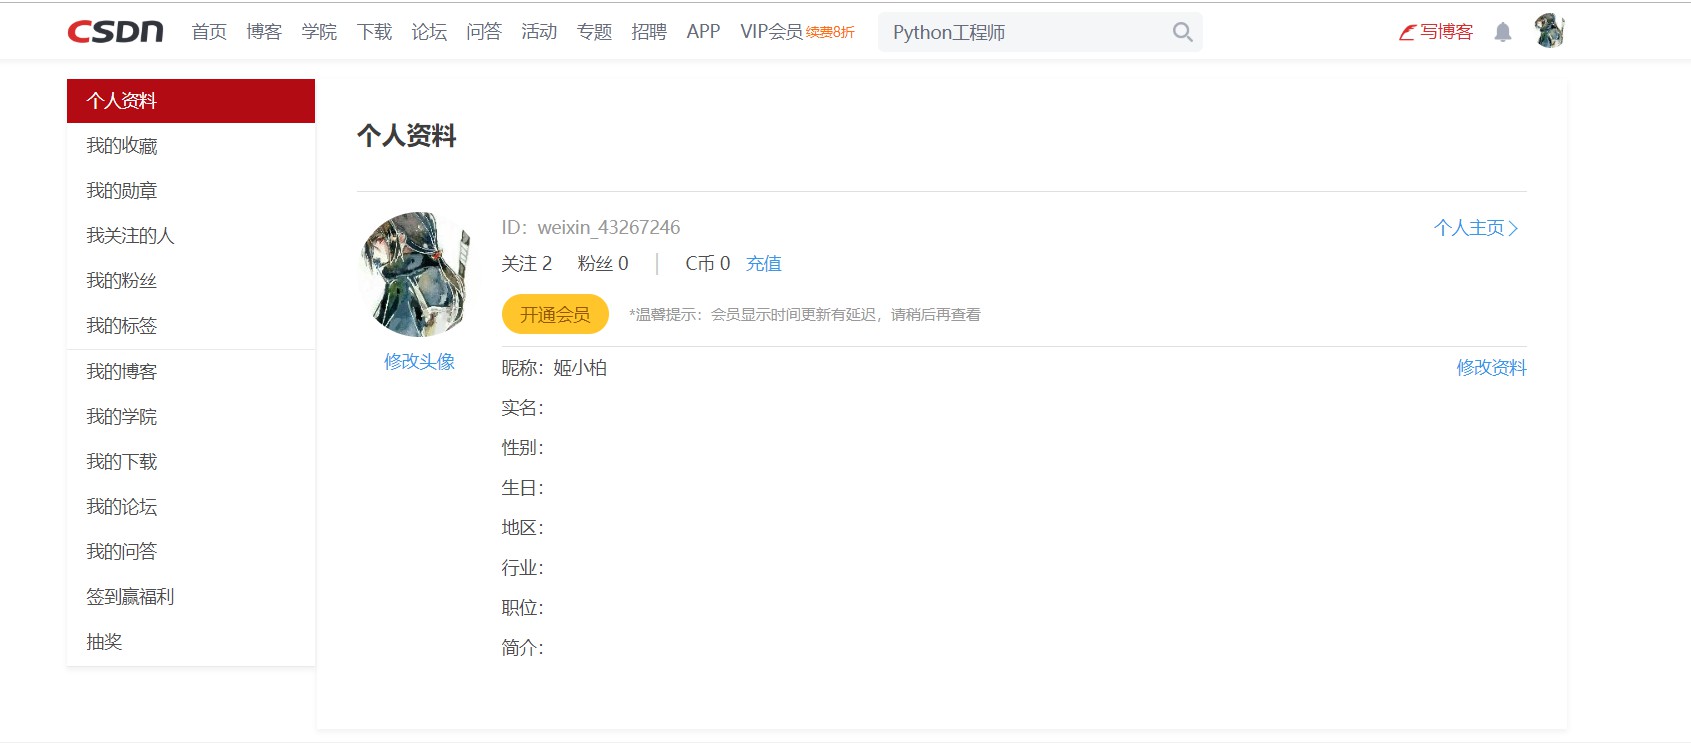 CSDN 首页 博客 学院 下载 论坛 问答 活动 专题 招聘 APP VIP会员 续费8折 Python工程师 写博客
个人资料
我的收藏
我的勋章
我关注的人
我的粉丝
我的标签
我的博客
我的学院
我的下载
我的论坛
我的问答
签到赢福利
抽奖
个人资料
ID：weixin_43267246 个人主页
关注 2 粉丝 0 | C币 0 充值
开通会员 *温馨提示：会员显示时间更新有延迟，请稍后再查看
修改头像
昵称：姬小柏 修改资料
实名：
性别：
生日：
地区：
行业：
职位：
简介：